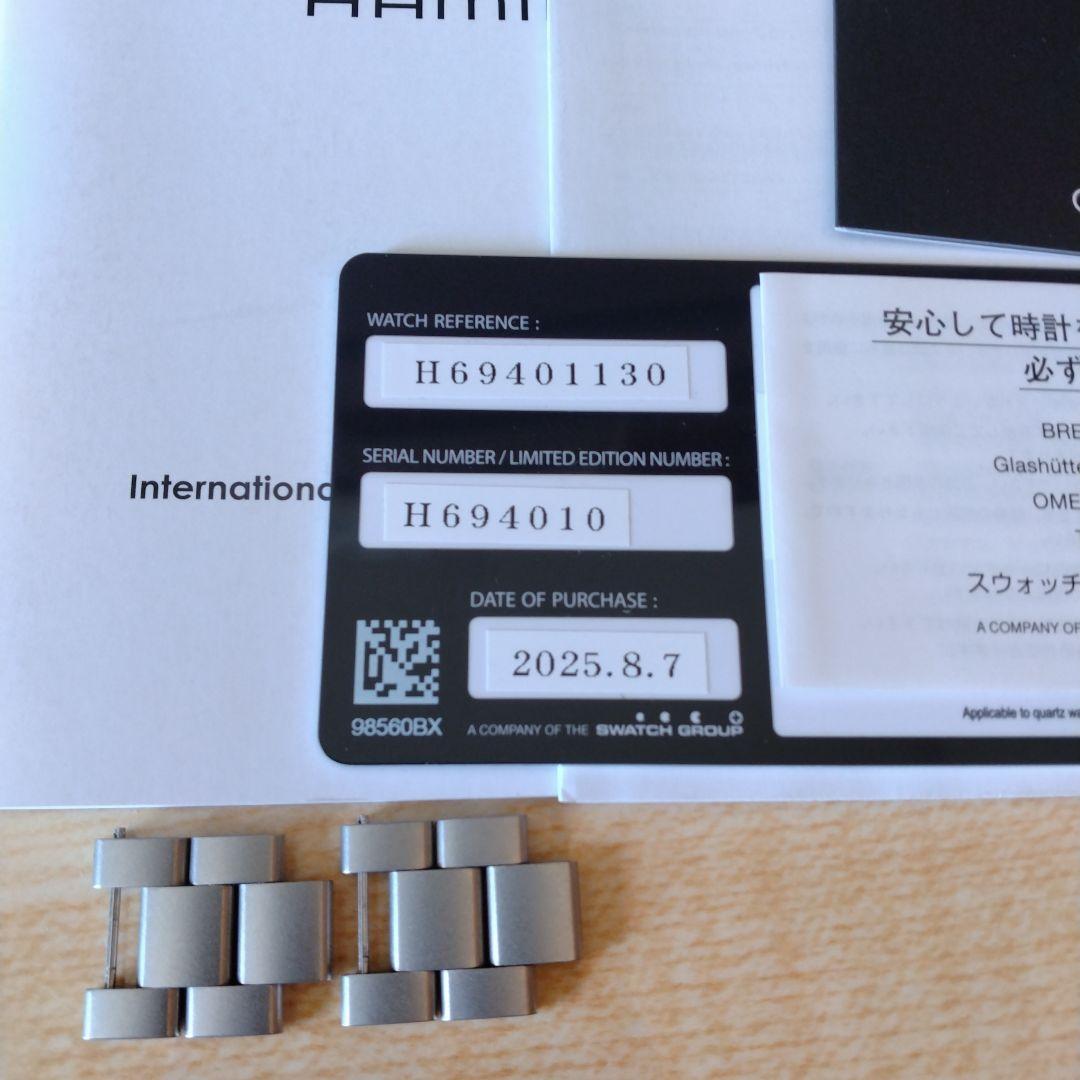 WATCH REFERENCE :
H69401130
SERIAL NUMBER / LIMITED EDITION NUMBER :
H694010
DATE OF PURCHASE :
2025.8.7
98560BX
A COMPANY OF THE SWATCH GROUP
International
安心して時計を
必ず
BRE
Glashütte
OME
スウォッチ
A COMPANY OF
Applicable to quartz wa